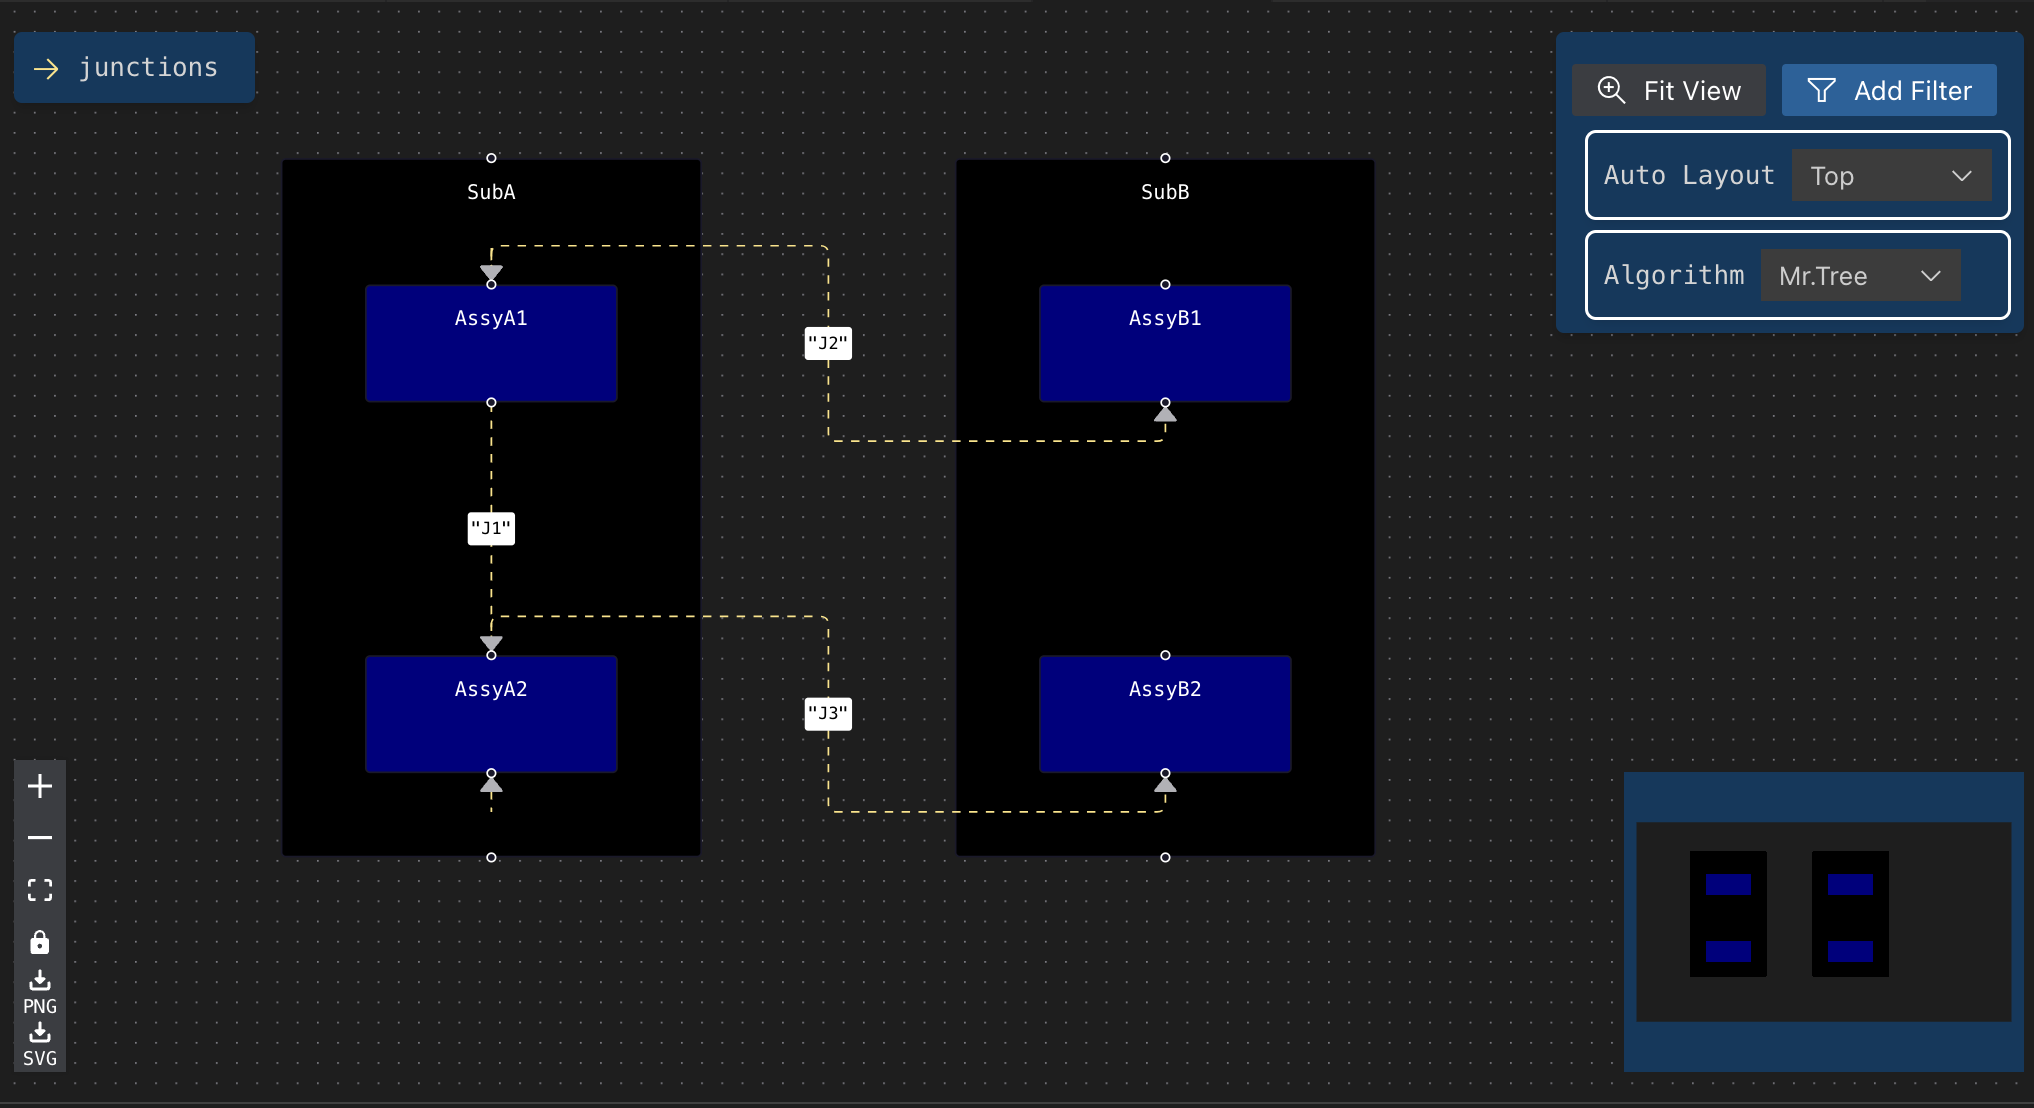 junctions
Fit View
Add Filter
Auto Layout Top
Algorithm Mr.Tree
SubA
SubB
AssyA1
AssyB1
"J2"
"J1"
AssyA2
AssyB2
"J3"
PNG
SVG